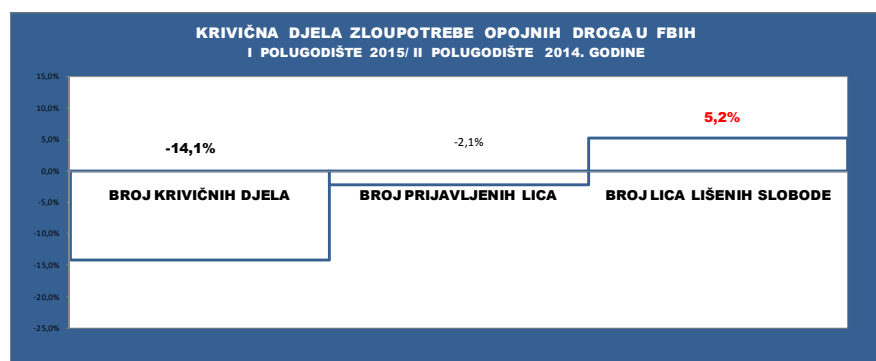 KRIVIČNA DJELA ZLOUPOTREBE OPOJNIH DROGA U FBIH
I POLUGODIŠTE 2015/ II POLUGODIŠTE 2014. GODINE
15,0%
10,0%
5,0%
0,0%
-5,0%
-10,0%
-15,0%
-20,0%
-25,0%
-14,1%
-2,1%
5,2%
BROJ KRIVIČNIH DJELA
BROJ PRIJAVLJENIH LICA
BROJ LICA LIŠENIH SLOBODE